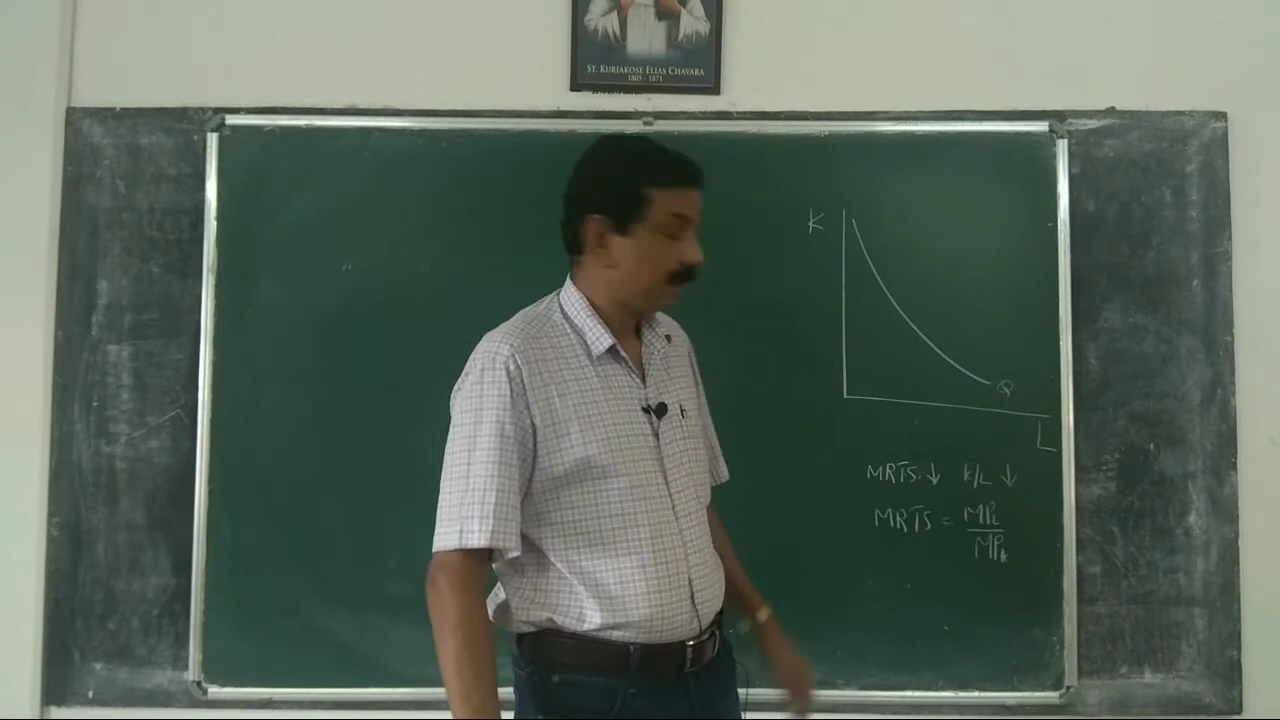 ST. KURIAKOSE ELIAS CHAVARA
1805 - 1871
K
Q
L
MRTS ↓ K/L ↓
MRTS = MPL
MPk